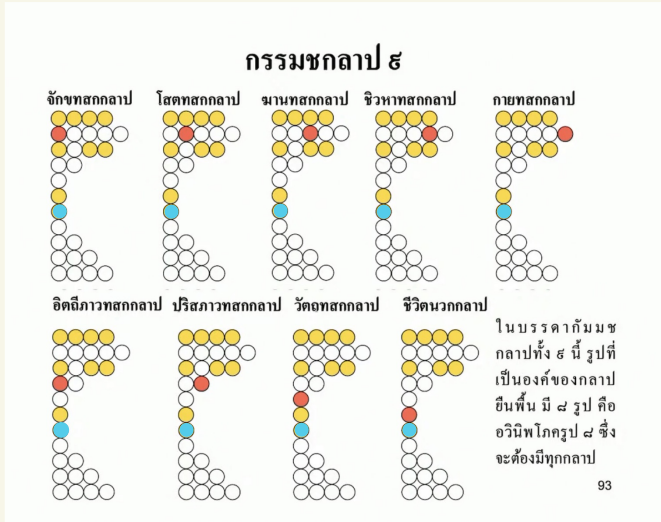 กรรมชกลาป ๙
จักขทสกกลาป โสตทสกกลาป ฆานทสกกลาป ชิวหาทสกกลาป กายทสกกลาป
อิตถีภาวทสกกลาป ปริสภาวทสกกลาป วัตถทสกกลาป ชีวิตนวกกลาป
ในบรรดากัมมช
กลาปทั้ง ๙ นี้ รูปที่
เป็นองค์ของกลาป
ยืนพื้น มี ๘ รูป คือ
อวินิพโภครูป ๘ ซึ่ง
จะต้องมีทุกกลาป
93